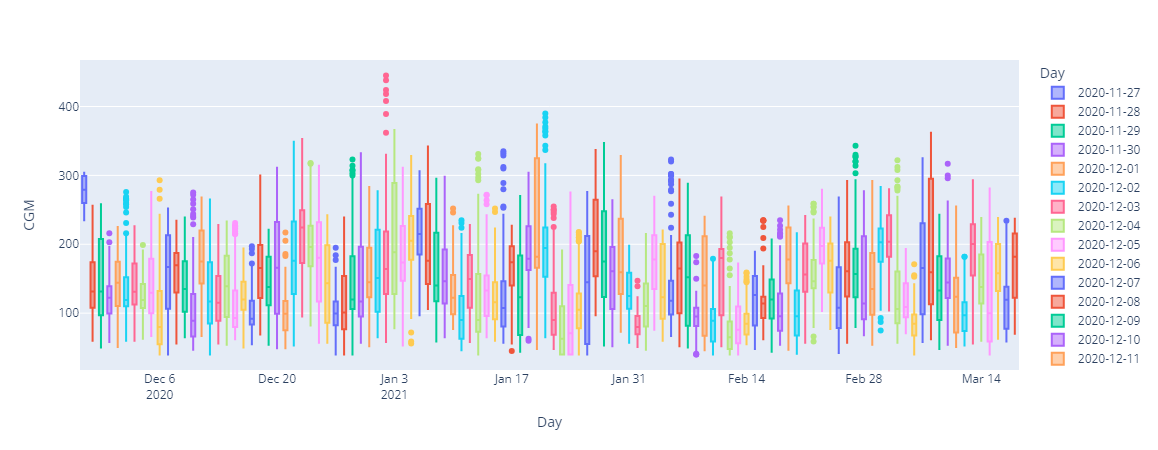 400
300
200
100
CGM
Dec 6
2020
Dec 20
Jan 3
2021
Jan 17
Jan 31
Feb 14
Feb 28
Mar 14
Day
Day
2020-11-27
2020-11-28
2020-11-29
2020-11-30
2020-12-01
2020-12-02
2020-12-03
2020-12-04
2020-12-05
2020-12-06
2020-12-07
2020-12-08
2020-12-09
2020-12-10
2020-12-11